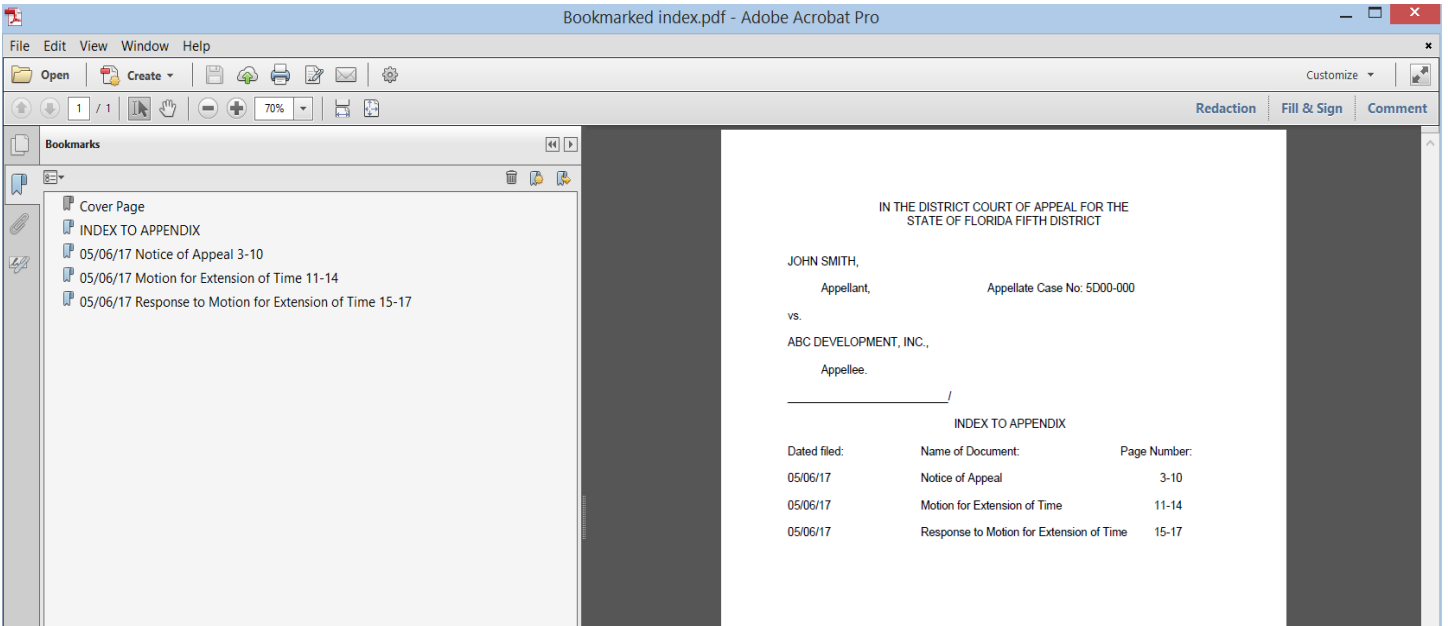 Bookmarked index.pdf - Adobe Acrobat Pro
File Edit View Window Help
Open Create Customize
1 / 1 70% Redaction Fill & Sign Comment
Bookmarks
Cover Page
INDEX TO APPENDIX
05/06/17 Notice of Appeal 3-10
05/06/17 Motion for Extension of Time 11-14
05/06/17 Response to Motion for Extension of Time 15-17
IN THE DISTRICT COURT OF APPEAL FOR THE
STATE OF FLORIDA FIFTH DISTRICT
JOHN SMITH,
Appellant, Appellate Case No: 5D00-000
vs.
ABC DEVELOPMENT, INC.,
Appellee.
/
INDEX TO APPENDIX
Dated filed: Name of Document: Page Number:
05/06/17 Notice of Appeal 3-10
05/06/17 Motion for Extension of Time 11-14
05/06/17 Response to Motion for Extension of Time 15-17